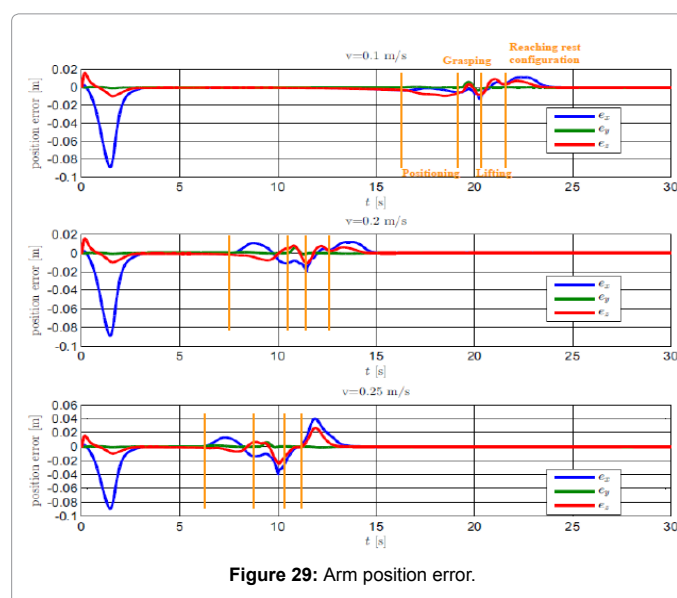 v=0.1 m/s
Grasping
Reaching rest
configuration
position error [m]
0.02
0
-0.02
-0.04
-0.06
-0.08
-0.1
e_x
e_y
e_z
Positioning
Lifting
0 5 10 15 20 25 30
t [s]
v=0.2 m/s
position error [m]
0.02
0
-0.02
-0.04
-0.06
-0.08
-0.1
e_x
e_y
e_z
0 5 10 15 20 25 30
t [s]
v=0.25 m/s
position error [m]
0.06
0.04
0.02
0
-0.02
-0.04
-0.06
-0.08
-0.1
e_x
e_y
e_z
0 5 10 15 20 25 30
t [s]
Figure 29: Arm position error.